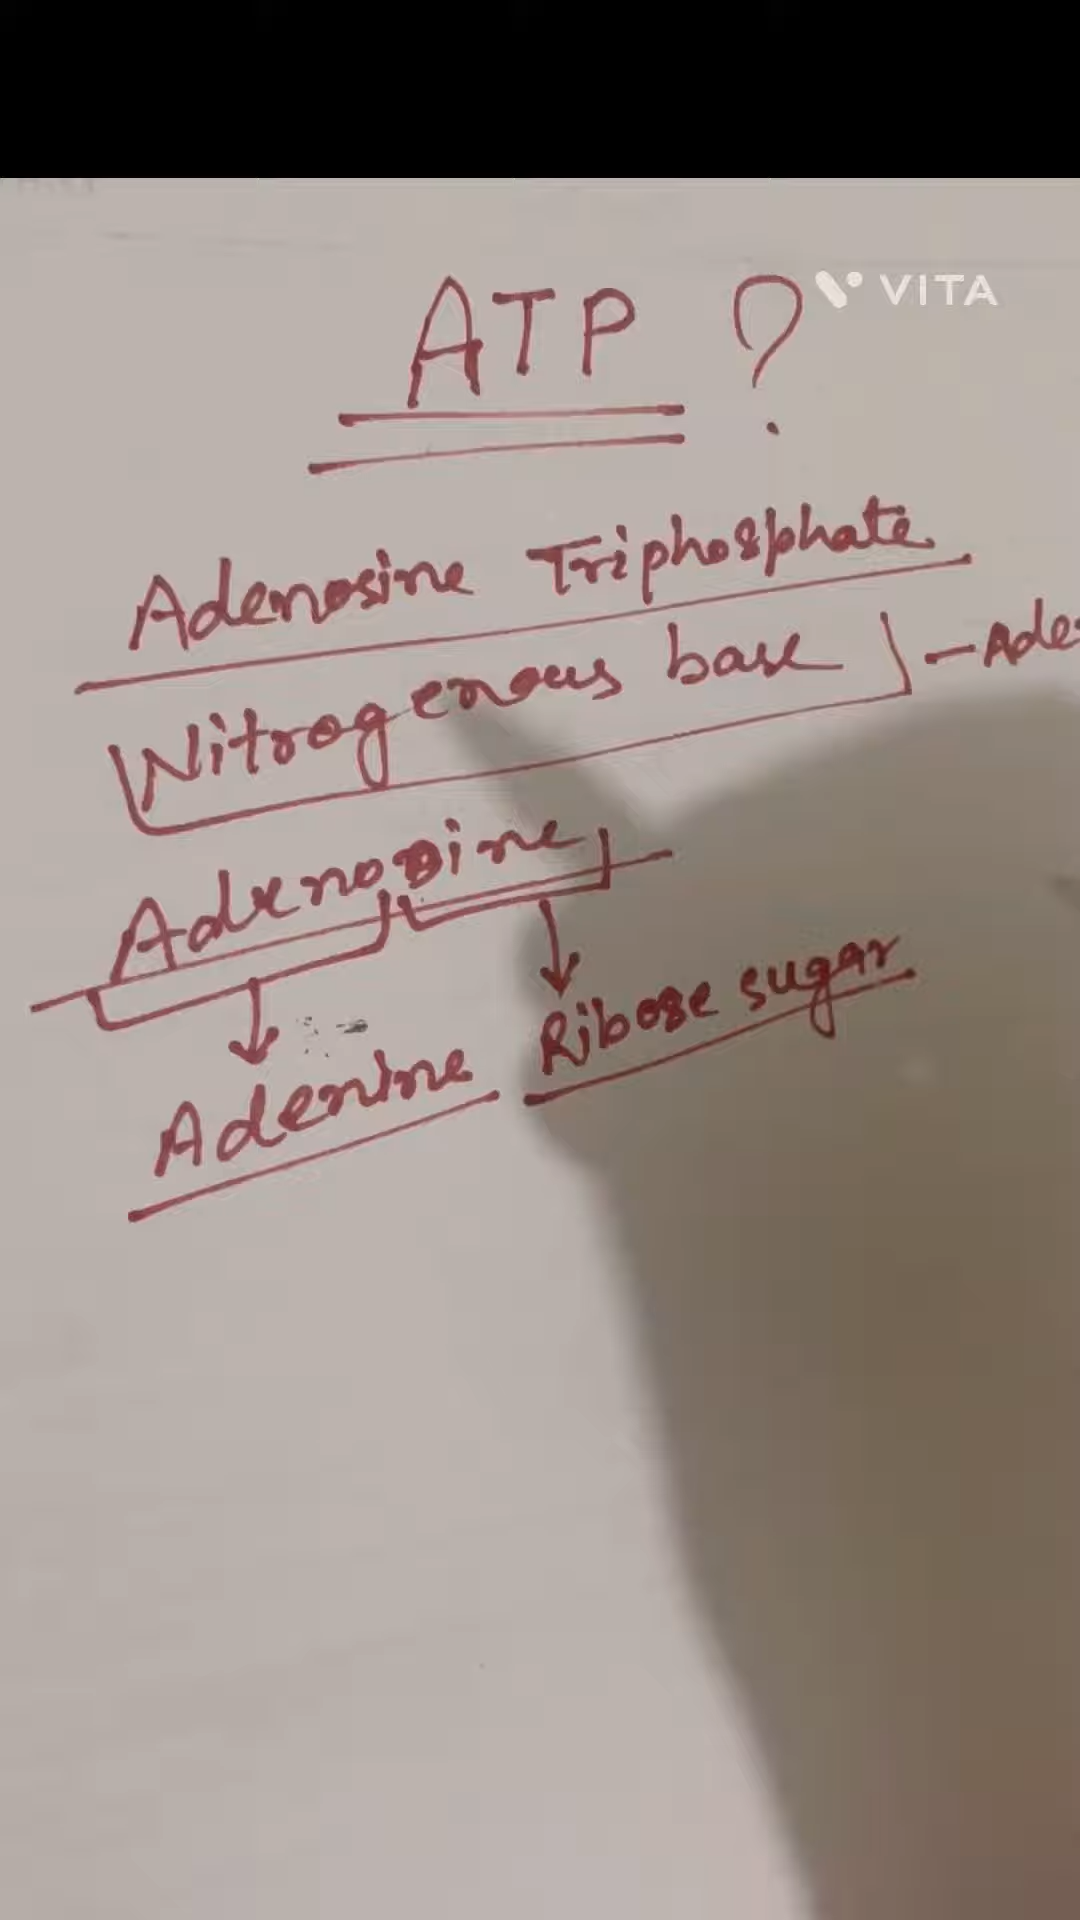 ATP ?
VITA
Adenosine Triphosphate
Nitrogenous base - Ade
Adenosine
Adenine Ribose sugar